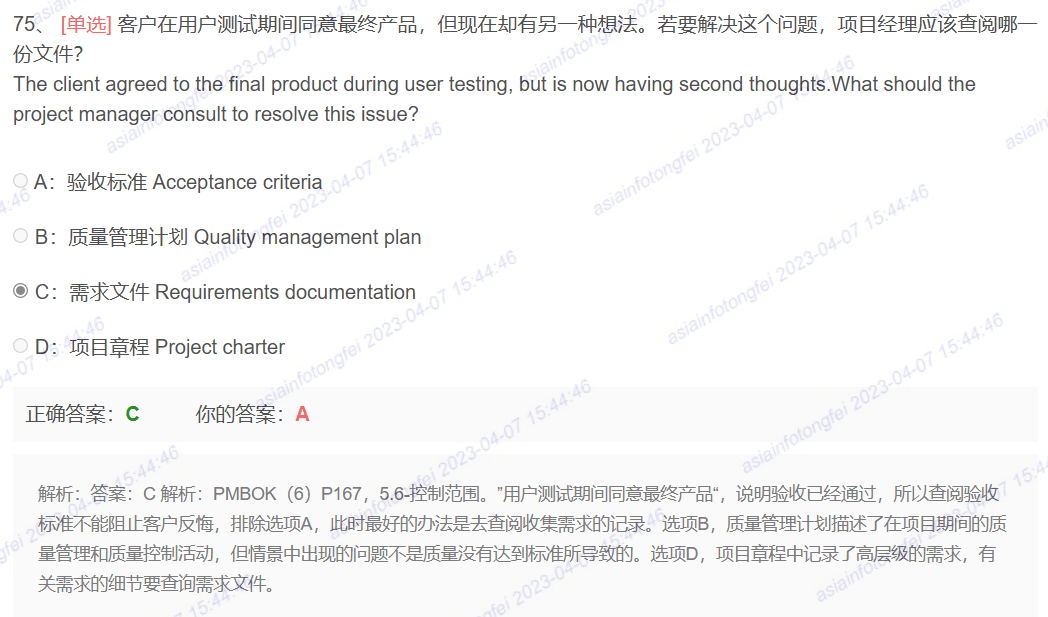 75、 [单选] 客户在用户测试期间同意最终产品，但现在却有另一种想法。若要解决这个问题，项目经理应该查阅哪一
份文件？
The client agreed to the final product during user testing, but is now having second thoughts.What should the
project manager consult to resolve this issue?
A：验收标准 Acceptance criteria
B：质量管理计划 Quality management plan
C：需求文件 Requirements documentation
D：项目章程 Project charter
正确答案：C 你的答案：A
解析：答案：C 解析：PMBOK（6）P167，5.6-控制范围。”用户测试期间同意最终产品“，说明验收已经通过，所以查阅验收
标准不能阻止客户反悔，排除选项A，此时最好的办法是去查阅收集需求的记录。选项B，质量管理计划描述了在项目期间的质
量管理和质量控制活动，但情景中出现的问题不是质量没有达到标准所导致的。选项D，项目章程中记录了高层级的需求，有
关需求的细节要查询需求文件。
asiainfotongfei 2023-04-07 15:44:46